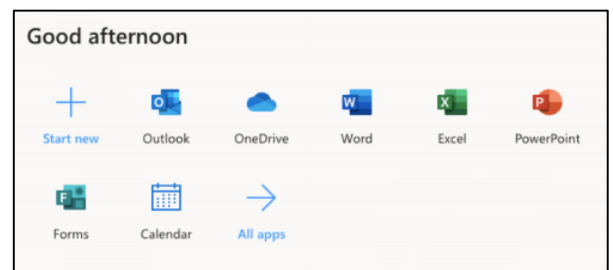 Good afternoon
Start new Outlook OneDrive Word Excel PowerPoint
Forms Calendar All apps